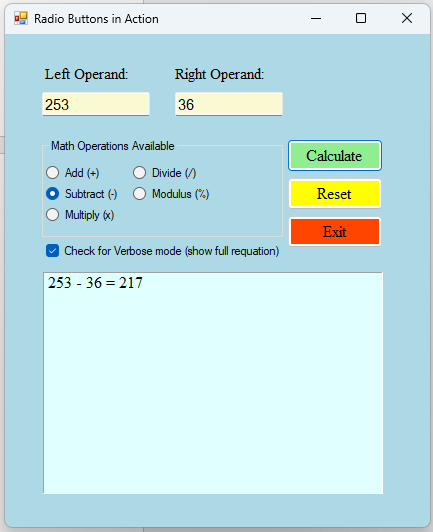 Radio Buttons in Action
Left Operand: Right Operand:
253 36
Math Operations Available
Add (+) Divide (/)
Subtract (-) Modulus (%)
Multiply (x)
Calculate
Reset
Exit
Check for Verbose mode (show full requation)
253 - 36 = 217